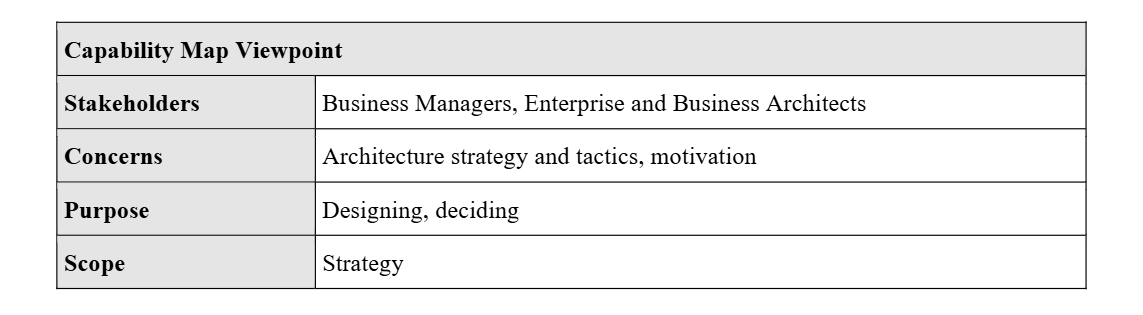 Capability Map Viewpoint
Stakeholders Business Managers, Enterprise and Business Architects
Concerns Architecture strategy and tactics, motivation
Purpose Designing, deciding
Scope Strategy